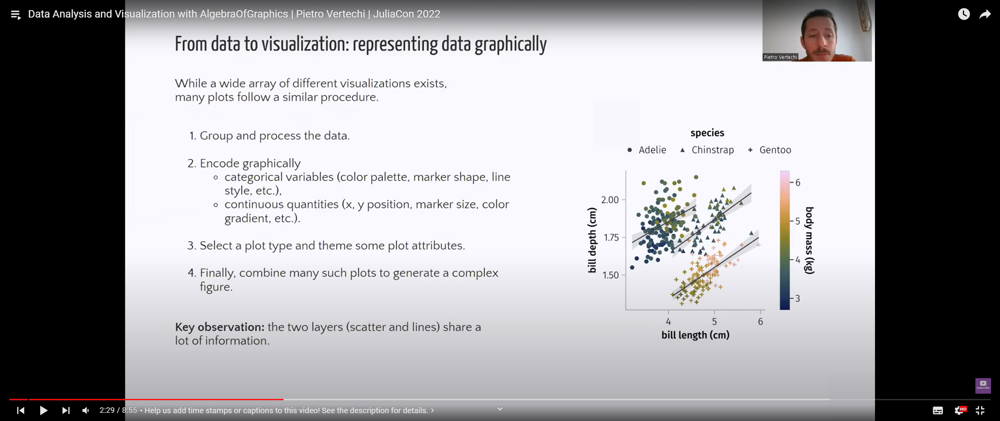 Data Analysis and Visualization with AlgebraOfGraphics | Pietro Vertechi | JuliaCon 2022
Pietro Vertechi
From data to visualization: representing data graphically
While a wide array of different visualizations exists,
many plots follow a similar procedure.
1. Group and process the data.
2. Encode graphically
categorical variables (color palette, marker shape, line
style, etc.),
continuous quantities (x, y position, marker size, color
gradient, etc.).
3. Select a plot type and theme some plot attributes.
4. Finally, combine many such plots to generate a complex
figure.
Key observation: the two layers (scatter and lines) share a
lot of information.
species
Adelie Chinstrap Gentoo
2.00
1.75
1.50
bill depth (cm)
4 5 6
bill length (cm)
6
5
4
3
body mass (kg)
Subscribe
2:29 / 8:55 • Help us add time stamps or captions to this video! See the description for details.
HD